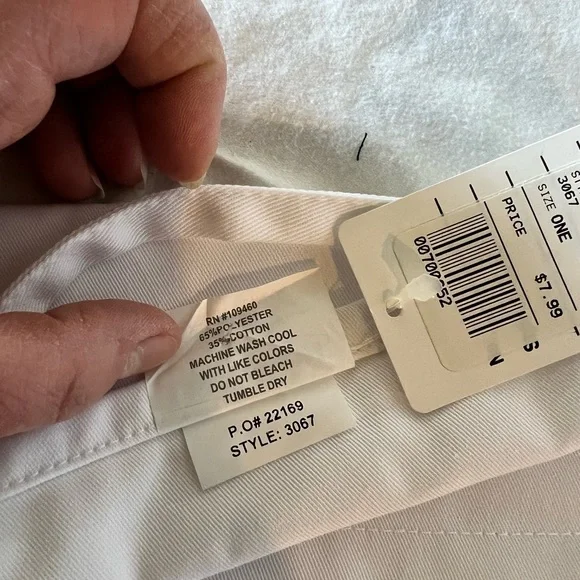 RN #109460
65%POLYESTER
35%COTTON
MACHINE WASH COOL
WITH LIKE COLORS
DO NOT BLEACH
TUMBLE DRY
P.O# 22169
STYLE: 3067
3067
SIZE ONE
PRICE
$7.99